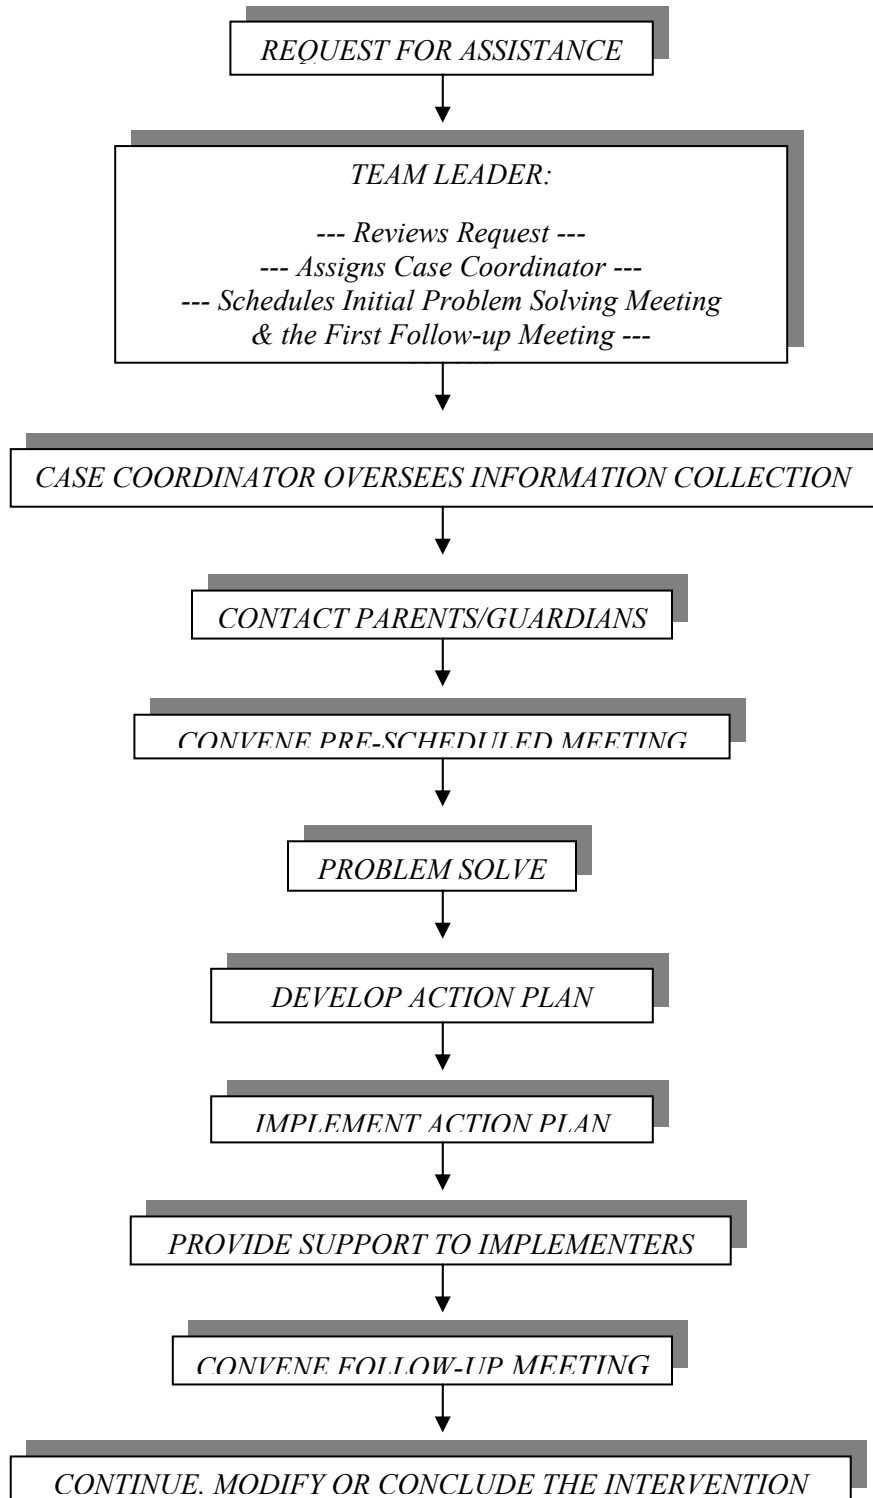 REQUEST FOR ASSISTANCE
TEAM LEADER:
--- Reviews Request ---
--- Assigns Case Coordinator ---
--- Schedules Initial Problem Solving Meeting
& the First Follow-up Meeting ---
CASE COORDINATOR OVERSEES INFORMATION COLLECTION
CONTACT PARENTS/GUARDIANS
CONVENE PRE-SCHEDULED MEETING
PROBLEM SOLVE
DEVELOP ACTION PLAN
IMPLEMENT ACTION PLAN
PROVIDE SUPPORT TO IMPLEMENTERS
CONVENE FOLLOW-UP MEETING
CONTINUE, MODIFY OR CONCLUDE THE INTERVENTION